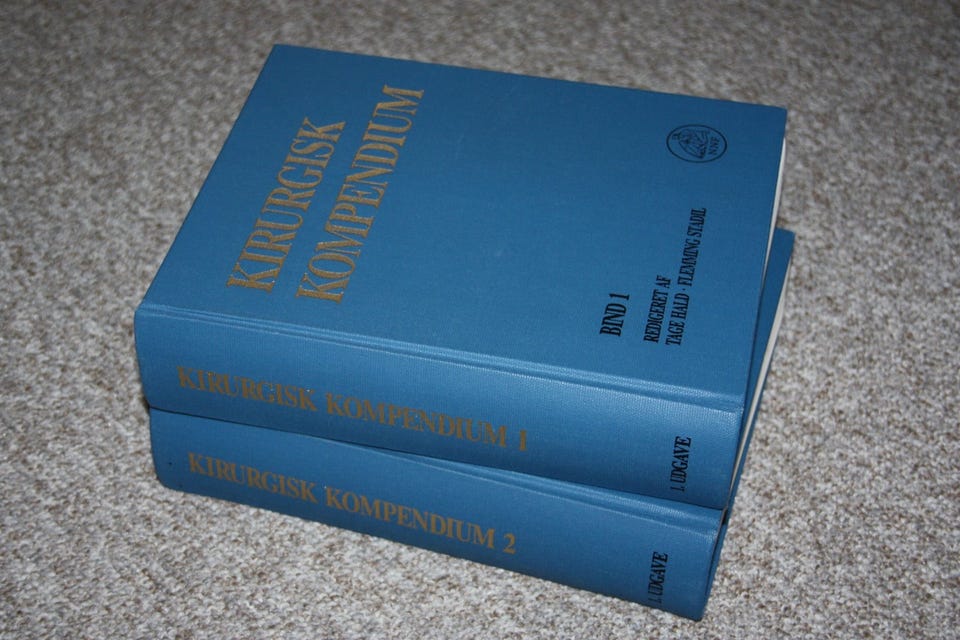 KIRURGISK
KOMPENDIUM
BIND 1
REDIGERET AF
TAGE HALD · FLEMMING STADIL
KIRURGISK KOMPENDIUM 1
1. UDGAVE
KIRURGISK KOMPENDIUM 2
1. UDGAVE